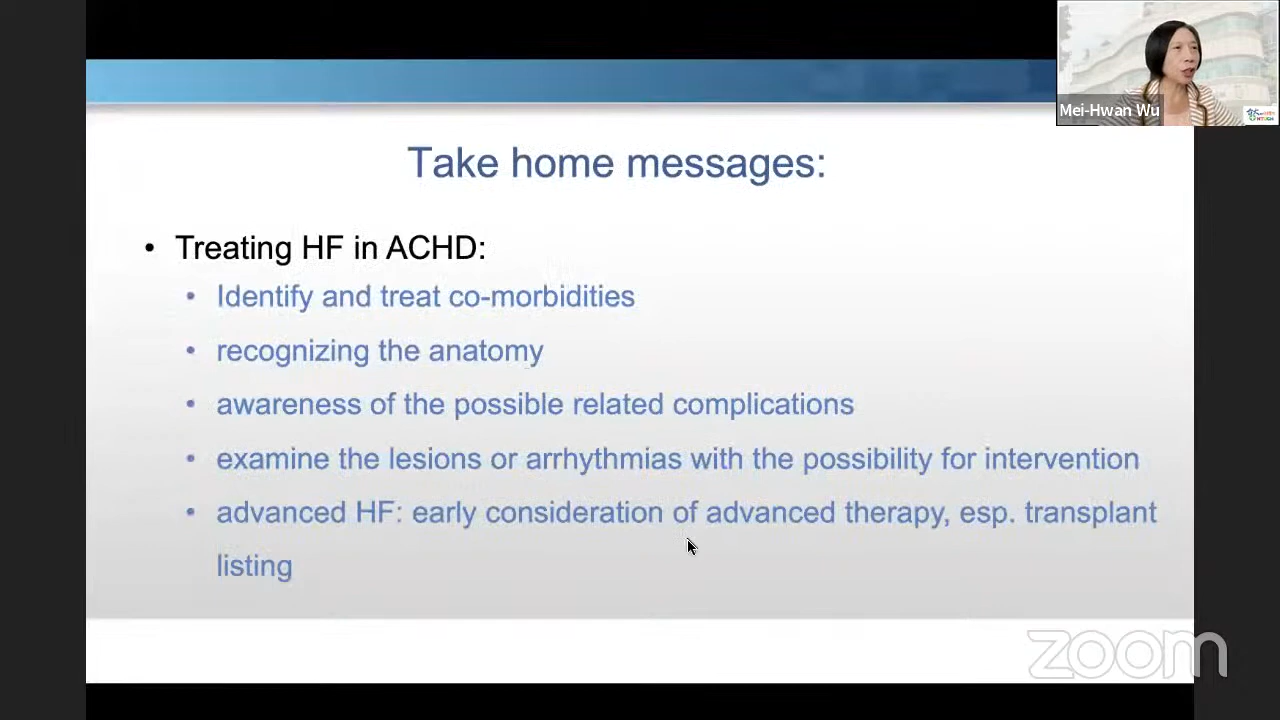 Mei-Hwan Wu
Take home messages:
• Treating HF in ACHD:
• Identify and treat co-morbidities
• recognizing the anatomy
• awareness of the possible related complications
• examine the lesions or arrhythmias with the possibility for intervention
• advanced HF: early consideration of advanced therapy, esp. transplant
listing
zoom